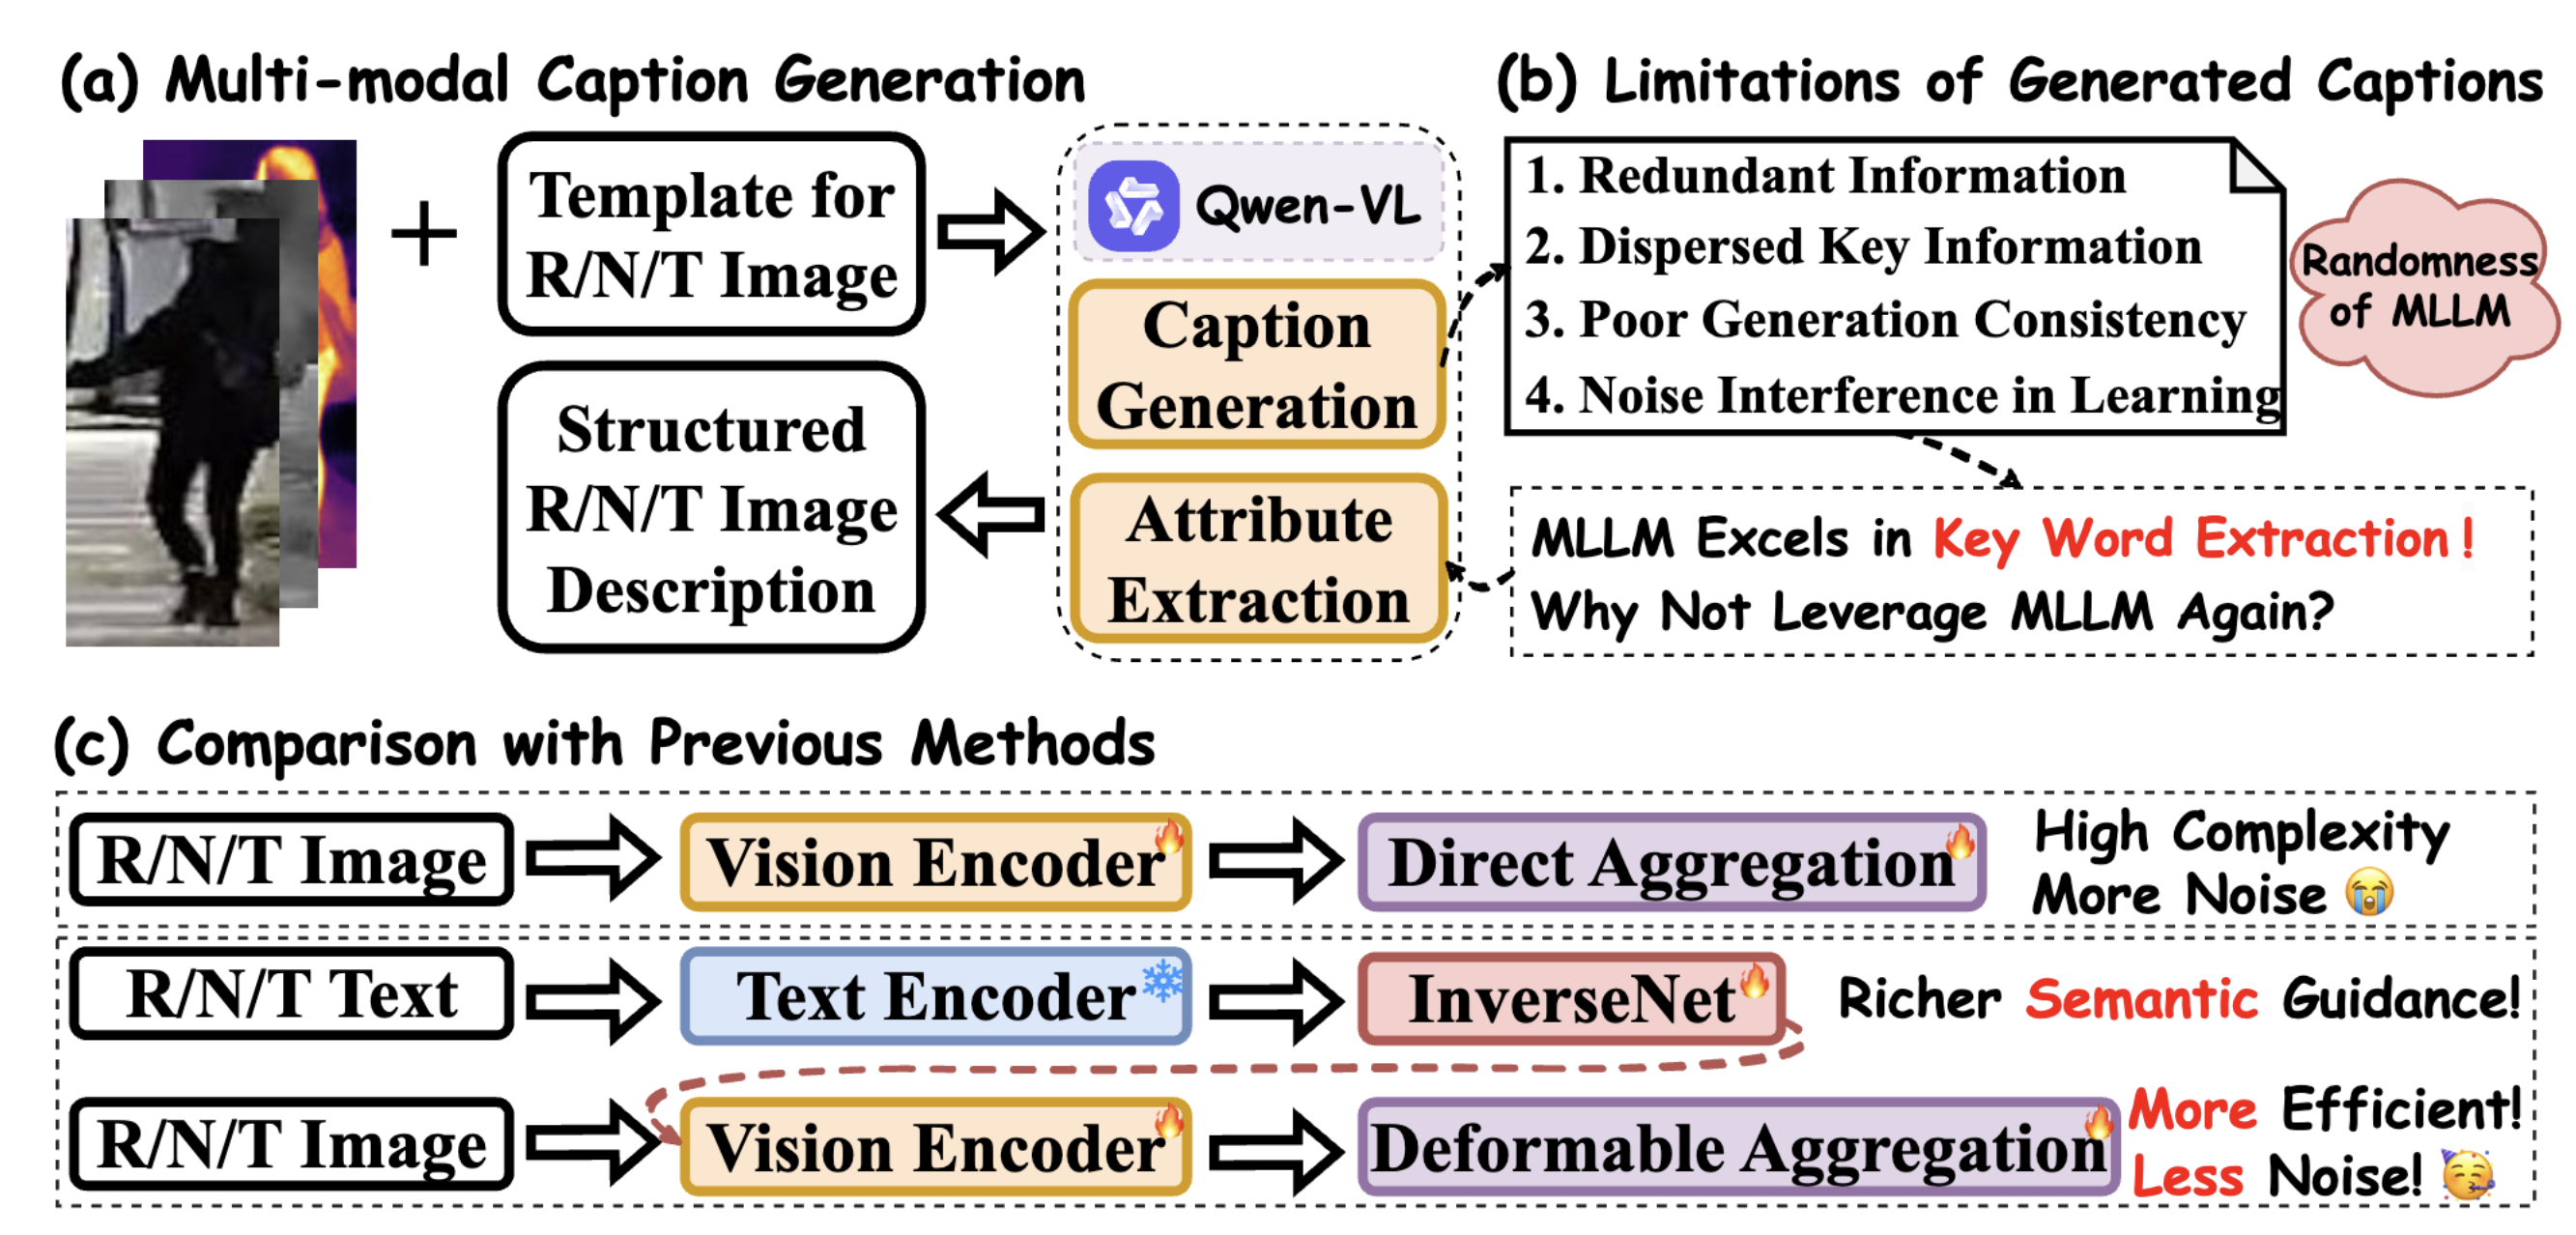 (a) Multi-modal Caption Generation
Template for
R/N/T Image
Structured
R/N/T Image
Description
Qwen-VL
Caption
Generation
Attribute
Extraction
(b) Limitations of Generated Captions
1. Redundant Information
2. Dispersed Key Information
3. Poor Generation Consistency
4. Noise Interference in Learning
Randomness
of MLLM
MLLM Excels in Key Word Extraction!
Why Not Leverage MLLM Again?
(c) Comparison with Previous Methods
R/N/T Image
Vision Encoder
Direct Aggregation
High Complexity
More Noise
R/N/T Text
Text Encoder
InverseNet
Richer Semantic Guidance!
R/N/T Image
Vision Encoder
Deformable Aggregation
More Efficient!
Less Noise!